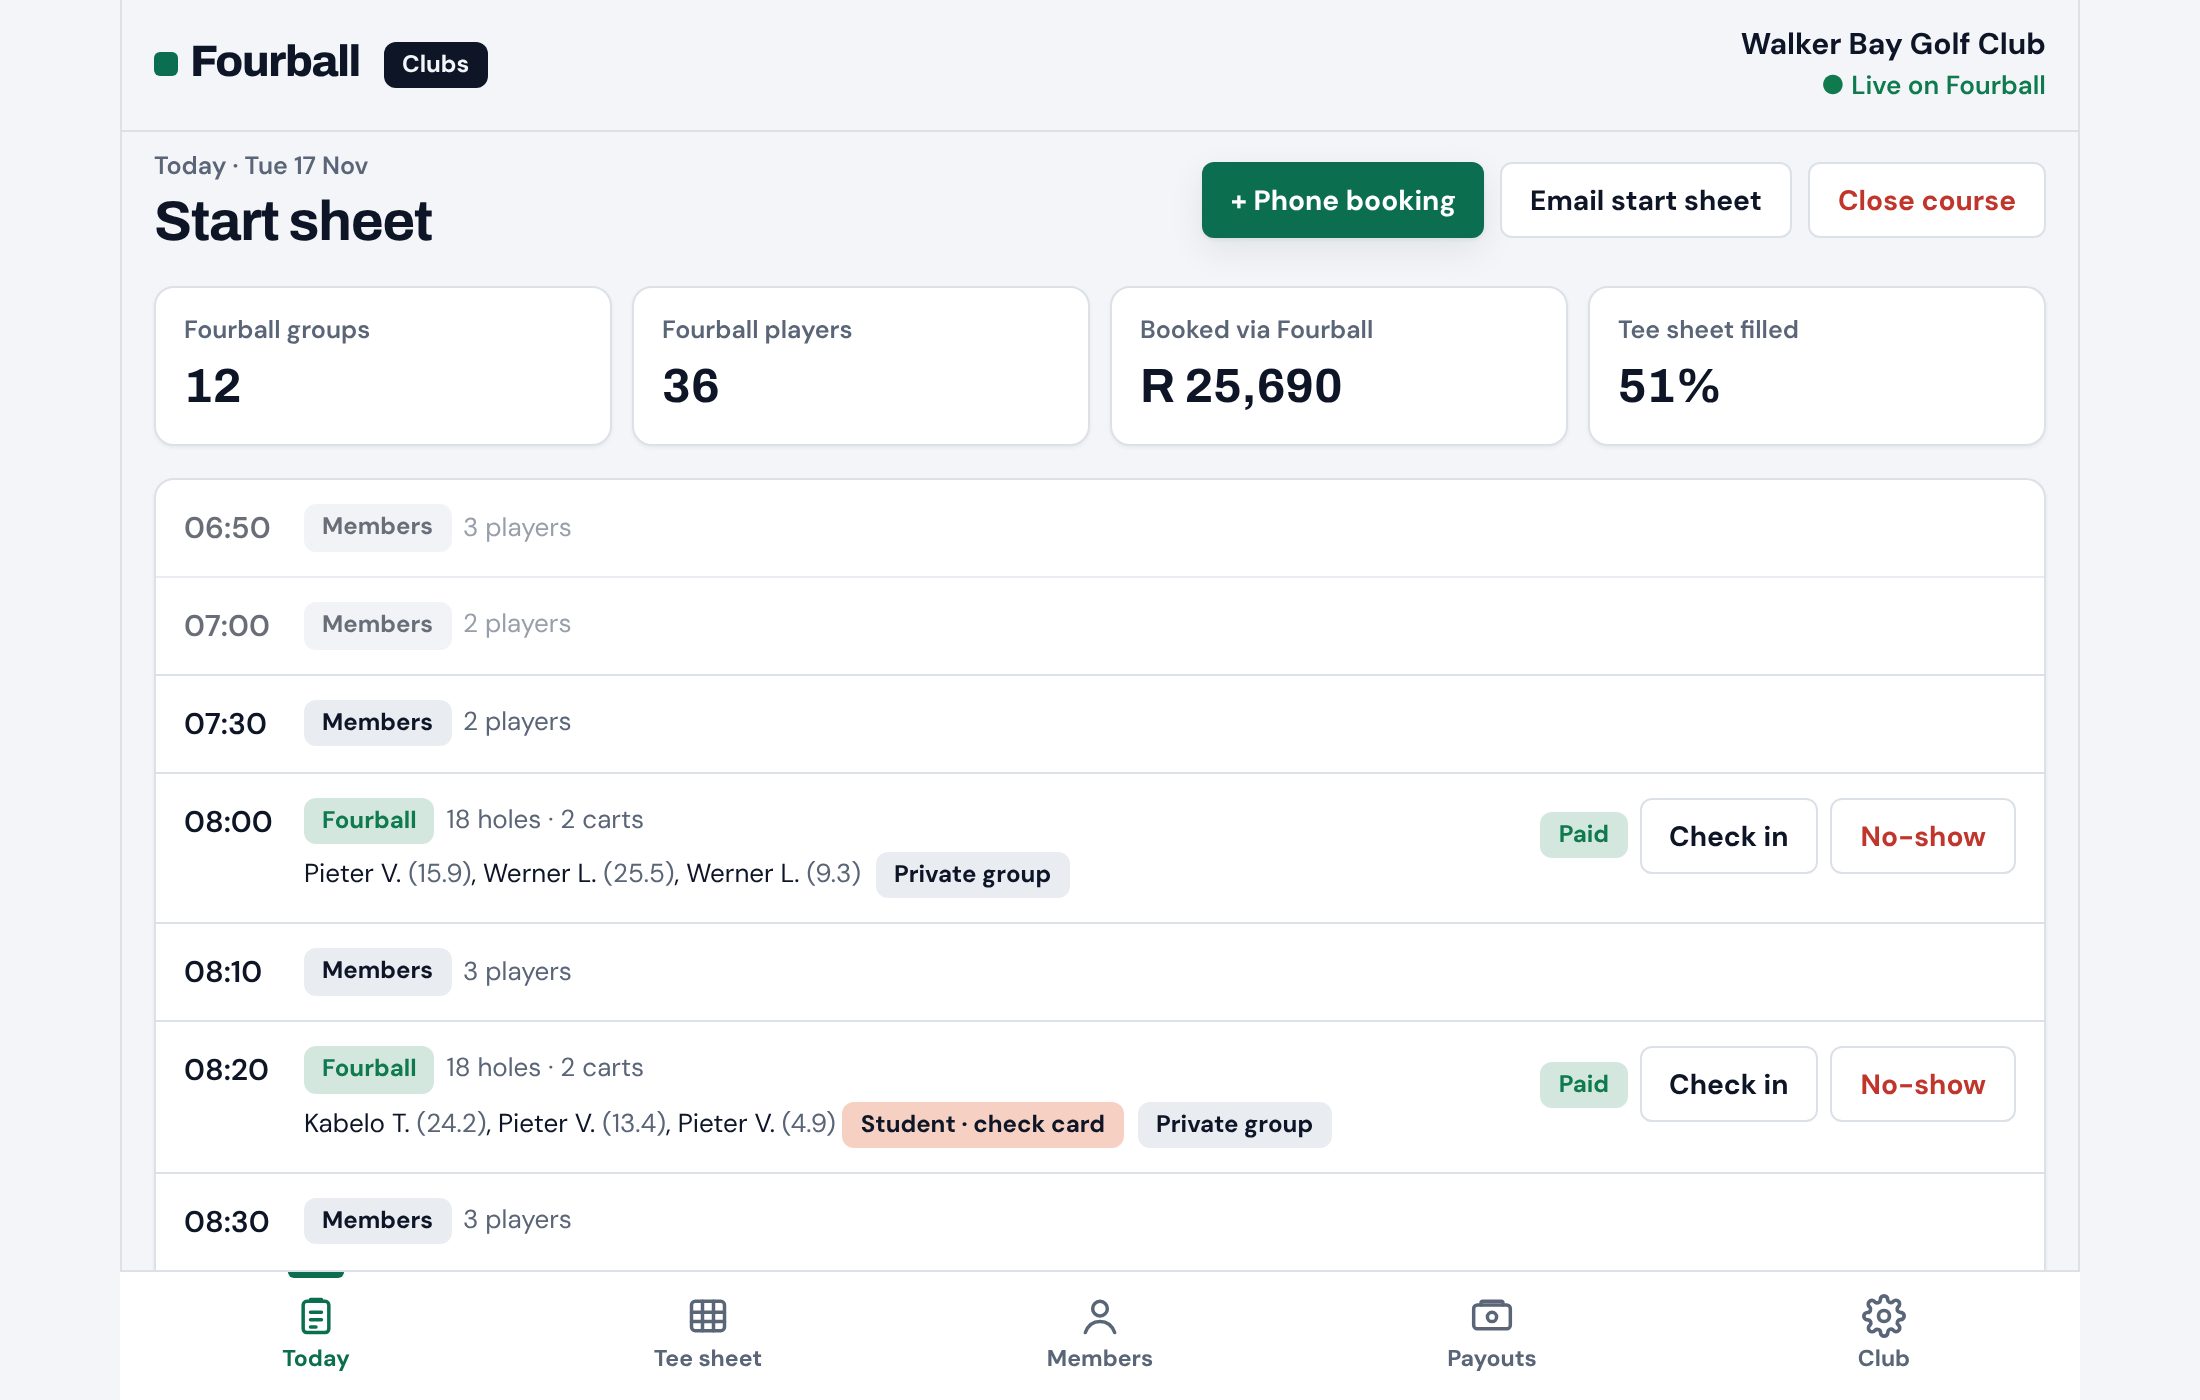 Fourball Clubs
Walker Bay Golf Club
Live on Fourball
Today · Tue 17 Nov
Start sheet
+ Phone booking
Email start sheet
Close course
Fourball groups
12
Fourball players
36
Booked via Fourball
R 25,690
Tee sheet filled
51%
06:50 Members 3 players
07:00 Members 2 players
07:30 Members 2 players
08:00 Fourball 18 holes · 2 carts Paid Check in No-show
Pieter V. (15.9), Werner L. (25.5), Werner L. (9.3) Private group
08:10 Members 3 players
08:20 Fourball 18 holes · 2 carts Paid Check in No-show
Kabelo T. (24.2), Pieter V. (13.4), Pieter V. (4.9) Student · check card Private group
08:30 Members 3 players
Today
Tee sheet
Members
Payouts
Club